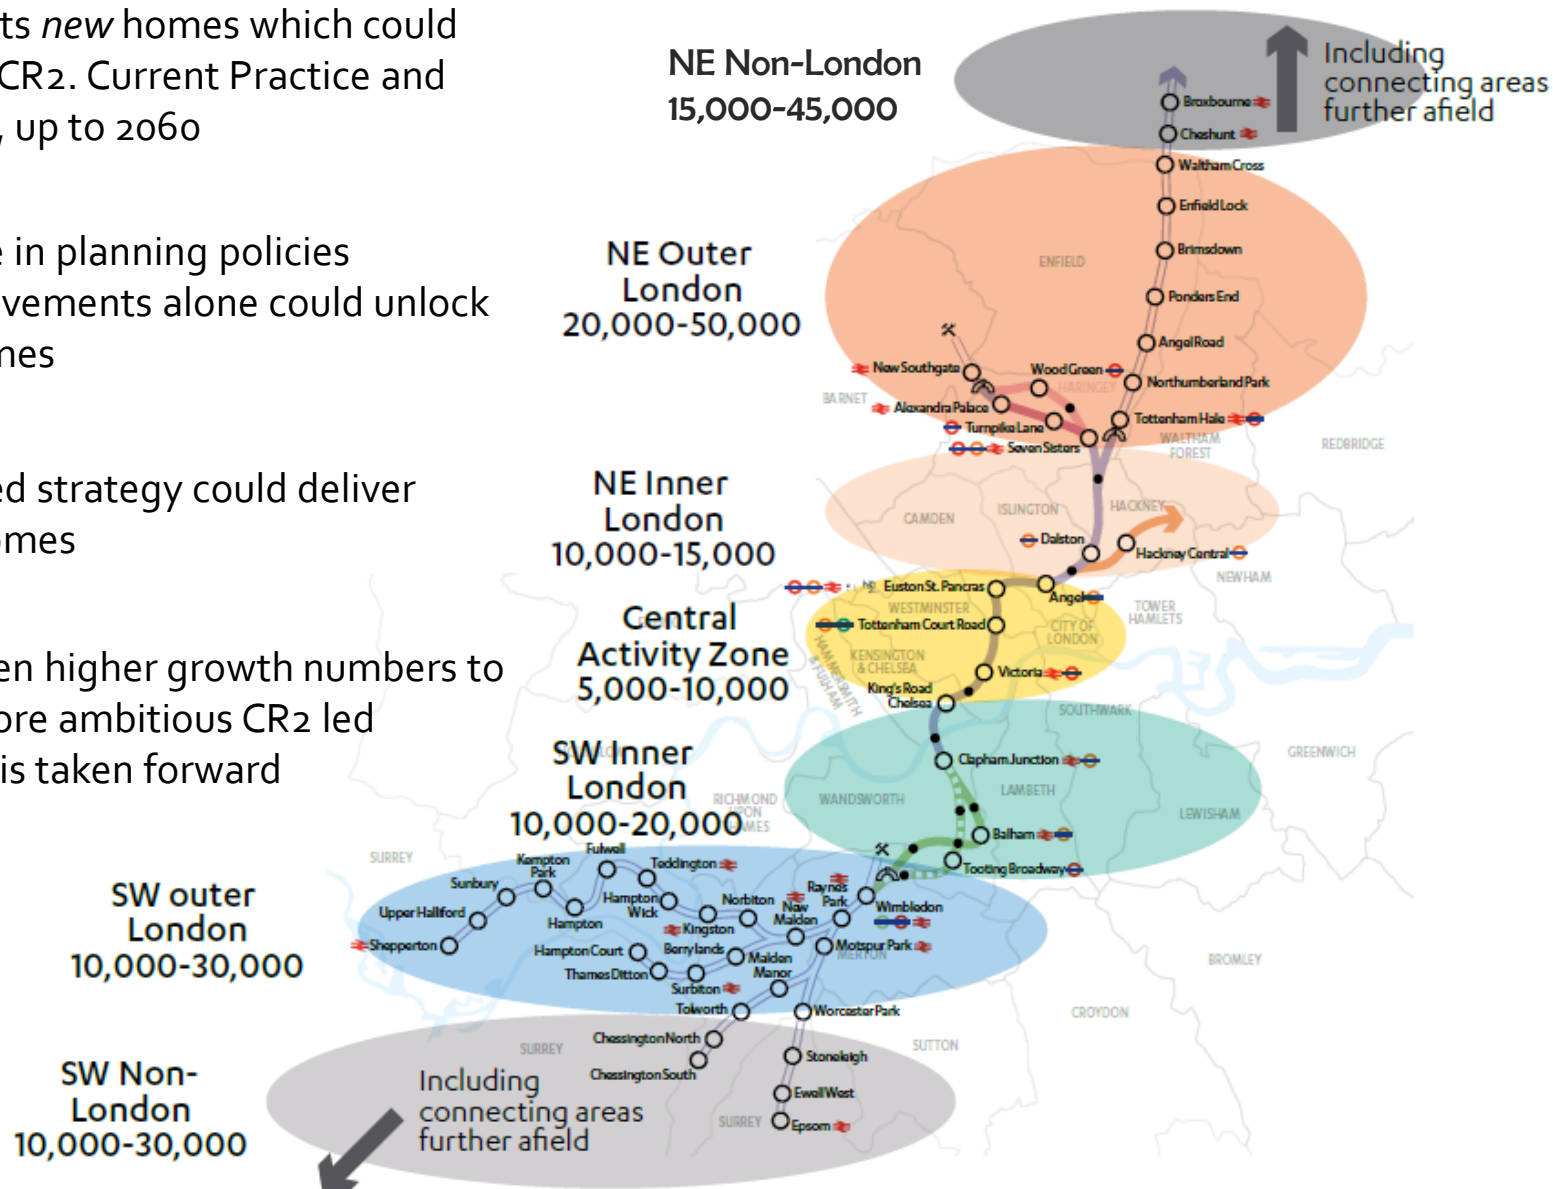 ts new homes which could
CR2. Current Practice and
, up to 2060
e in planning policies
vements alone could unlock
mes
ed strategy could deliver
omes
en higher growth numbers to
ore ambitious CR2 led
is taken forward
NE Non-London
15,000-45,000
Including
connecting areas
further afield
Broxbourne
Cheshunt
Waltham Cross
Enfield Lock
Brimsdown
Ponders End
Angel Road
Northumberland Park
Tottenham Hale
NE Outer
London
20,000-50,000
ENFIELD
New Southgate
Wood Green
HARINGEY
BARNET
Alexandra Palace
Turnpike Lane
Seven Sisters
WALTHAM
FOREST
REDBRIDGE
NE Inner
London
10,000-15,000
CAMDEN
ISLINGTON
HACKNEY
Dalston
Hackney Central
NEWHAM
Central
Activity Zone
5,000-10,000
Euston St. Pancras
Angel
WESTMINSTER
Tottenham Court Road
CITY OF
LONDON
TOWER
HAMLETS
KENSINGTON
& CHELSEA
HAMMERSMITH
& FULHAM
Victoria
King's Road
Chelsea
SOUTHWARK
GREENWICH
SW Inner
London
10,000-20,000
Clapham Junction
RICHMOND
UPON
THAMES
WANDSWORTH
LAMBETH
LEWISHAM
Balham
Tooting Broadway
SURREY
SW outer
London
10,000-30,000
Fulwell
Kempton
Park
Teddington
Sunbury
Upper Halliford
Shepperton
Hampton
Hampton
Wick
Kingston
Norbiton
New
Malden
Raynes
Park
Wimbledon
Hampton Court
Thames Ditton
Berrylands
Surbiton
Malden
Manor
Motspur Park
MERTON
Tolworth
Worcester Park
BROMLEY
CROYDON
SUTTON
SW Non-
London
10,000-30,000
Including
connecting areas
further afield
SURREY
Chessington North
Chessington South
Stoneleigh
Ewell West
SURREY
Epsom